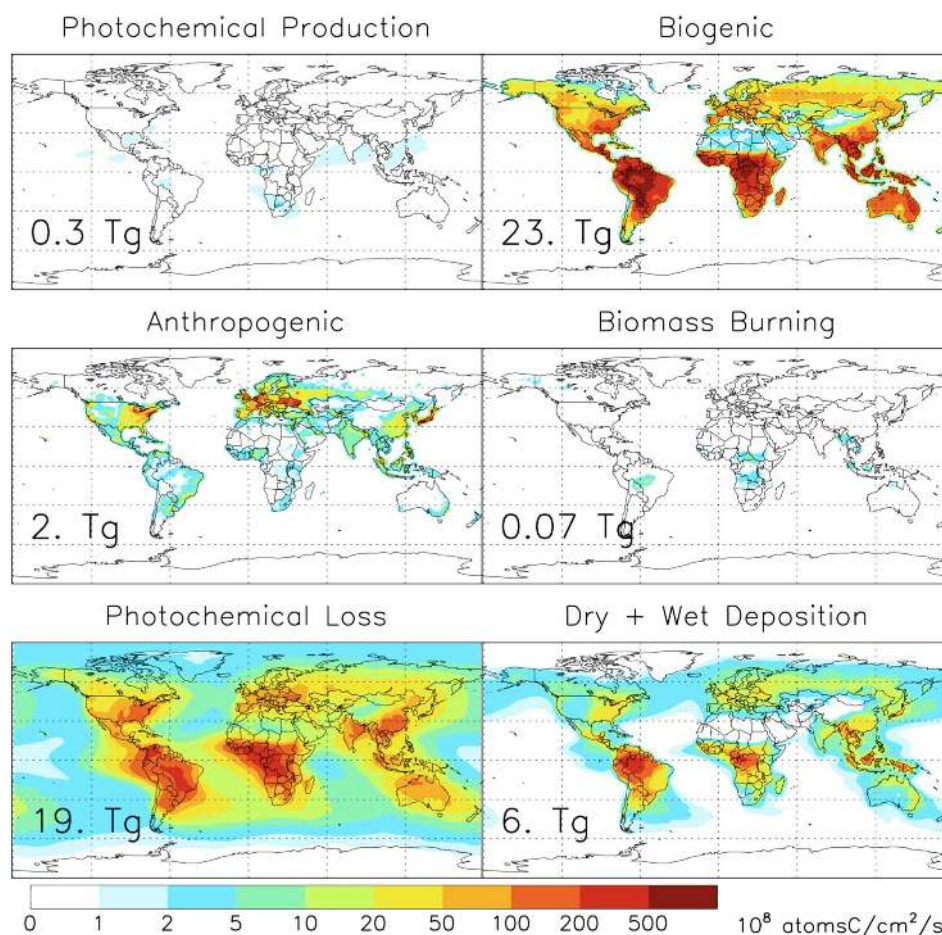 Photochemical Production
Biogenic
0.3 Tg
23. Tg
Anthropogenic
Biomass Burning
2. Tg
0.07 Tg
Photochemical Loss
Dry + Wet Deposition
19. Tg
6. Tg
0 1 2 5 10 20 50 100 200 500
10⁸ atomsC/cm²/s